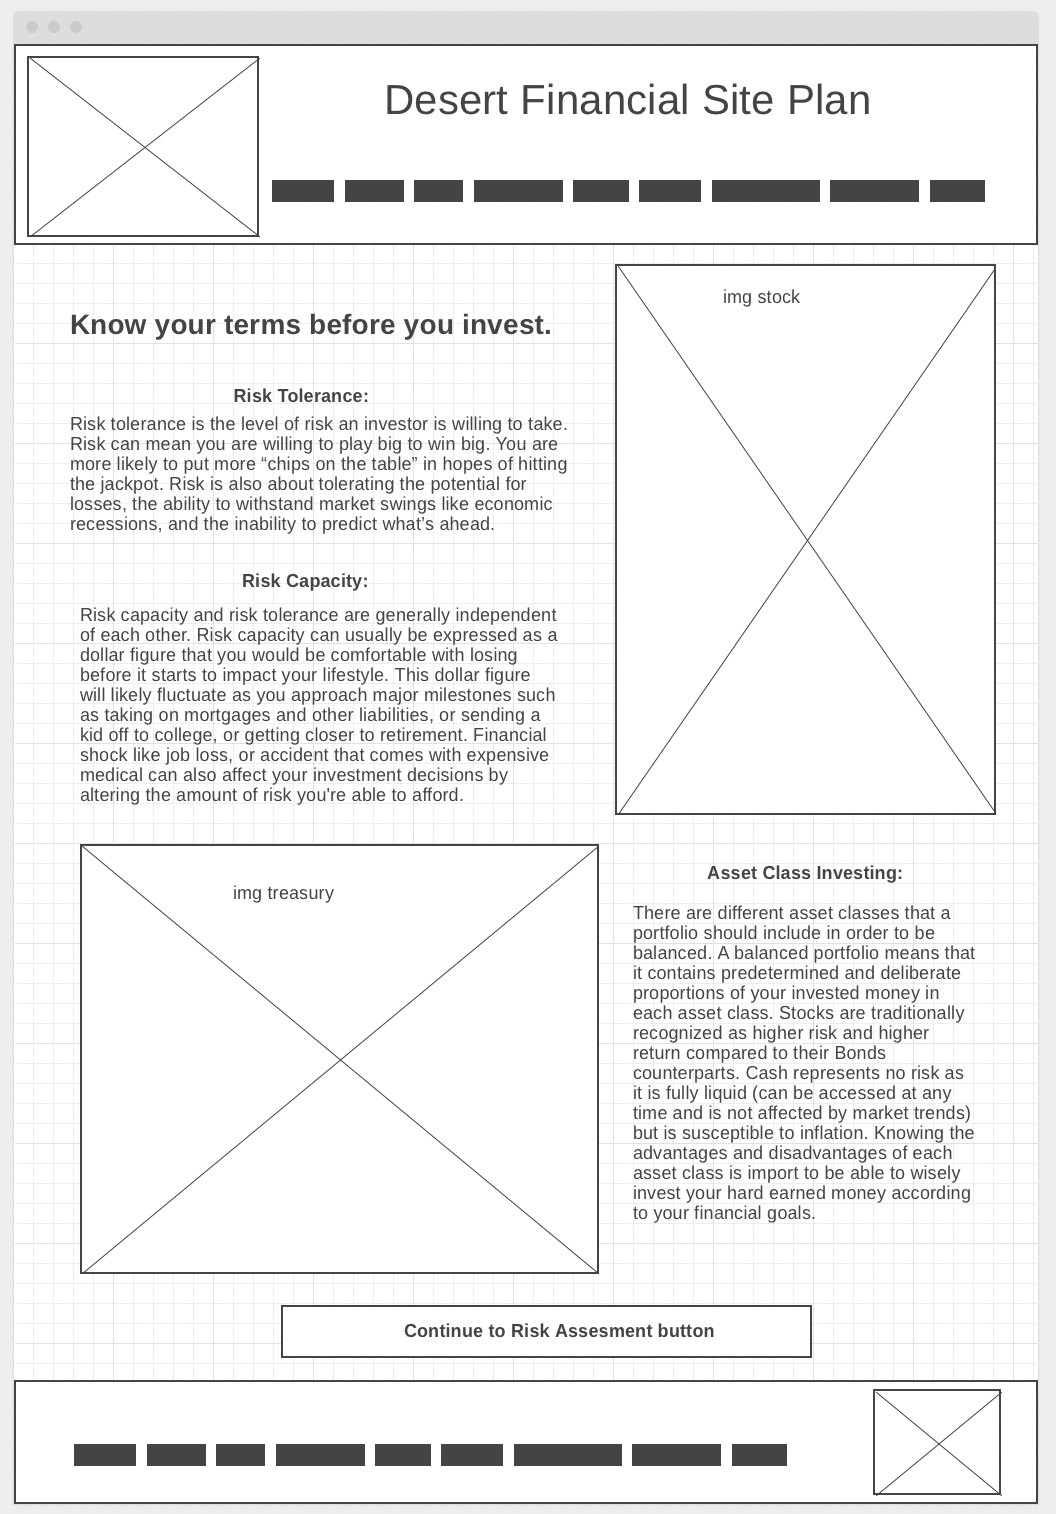 Desert Financial Site Plan
img stock
Know your terms before you invest.
Risk Tolerance:
Risk tolerance is the level of risk an investor is willing to take.
Risk can mean you are willing to play big to win big. You are
more likely to put more “chips on the table” in hopes of hitting
the jackpot. Risk is also about tolerating the potential for
losses, the ability to withstand market swings like economic
recessions, and the inability to predict what’s ahead.
Risk Capacity:
Risk capacity and risk tolerance are generally independent
of each other. Risk capacity can usually be expressed as a
dollar figure that you would be comfortable with losing
before it starts to impact your lifestyle. This dollar figure
will likely fluctuate as you approach major milestones such
as taking on mortgages and other liabilities, or sending a
kid off to college, or getting closer to retirement. Financial
shock like job loss, or accident that comes with expensive
medical can also affect your investment decisions by
altering the amount of risk you're able to afford.
img treasury
Asset Class Investing:
There are different asset classes that a
portfolio should include in order to be
balanced. A balanced portfolio means that
it contains predetermined and deliberate
proportions of your invested money in
each asset class. Stocks are traditionally
recognized as higher risk and higher
return compared to their Bonds
counterparts. Cash represents no risk as
it is fully liquid (can be accessed at any
time and is not affected by market trends)
but is susceptible to inflation. Knowing the
advantages and disadvantages of each
asset class is import to be able to wisely
invest your hard earned money according
to your financial goals.
Continue to Risk Assesment button